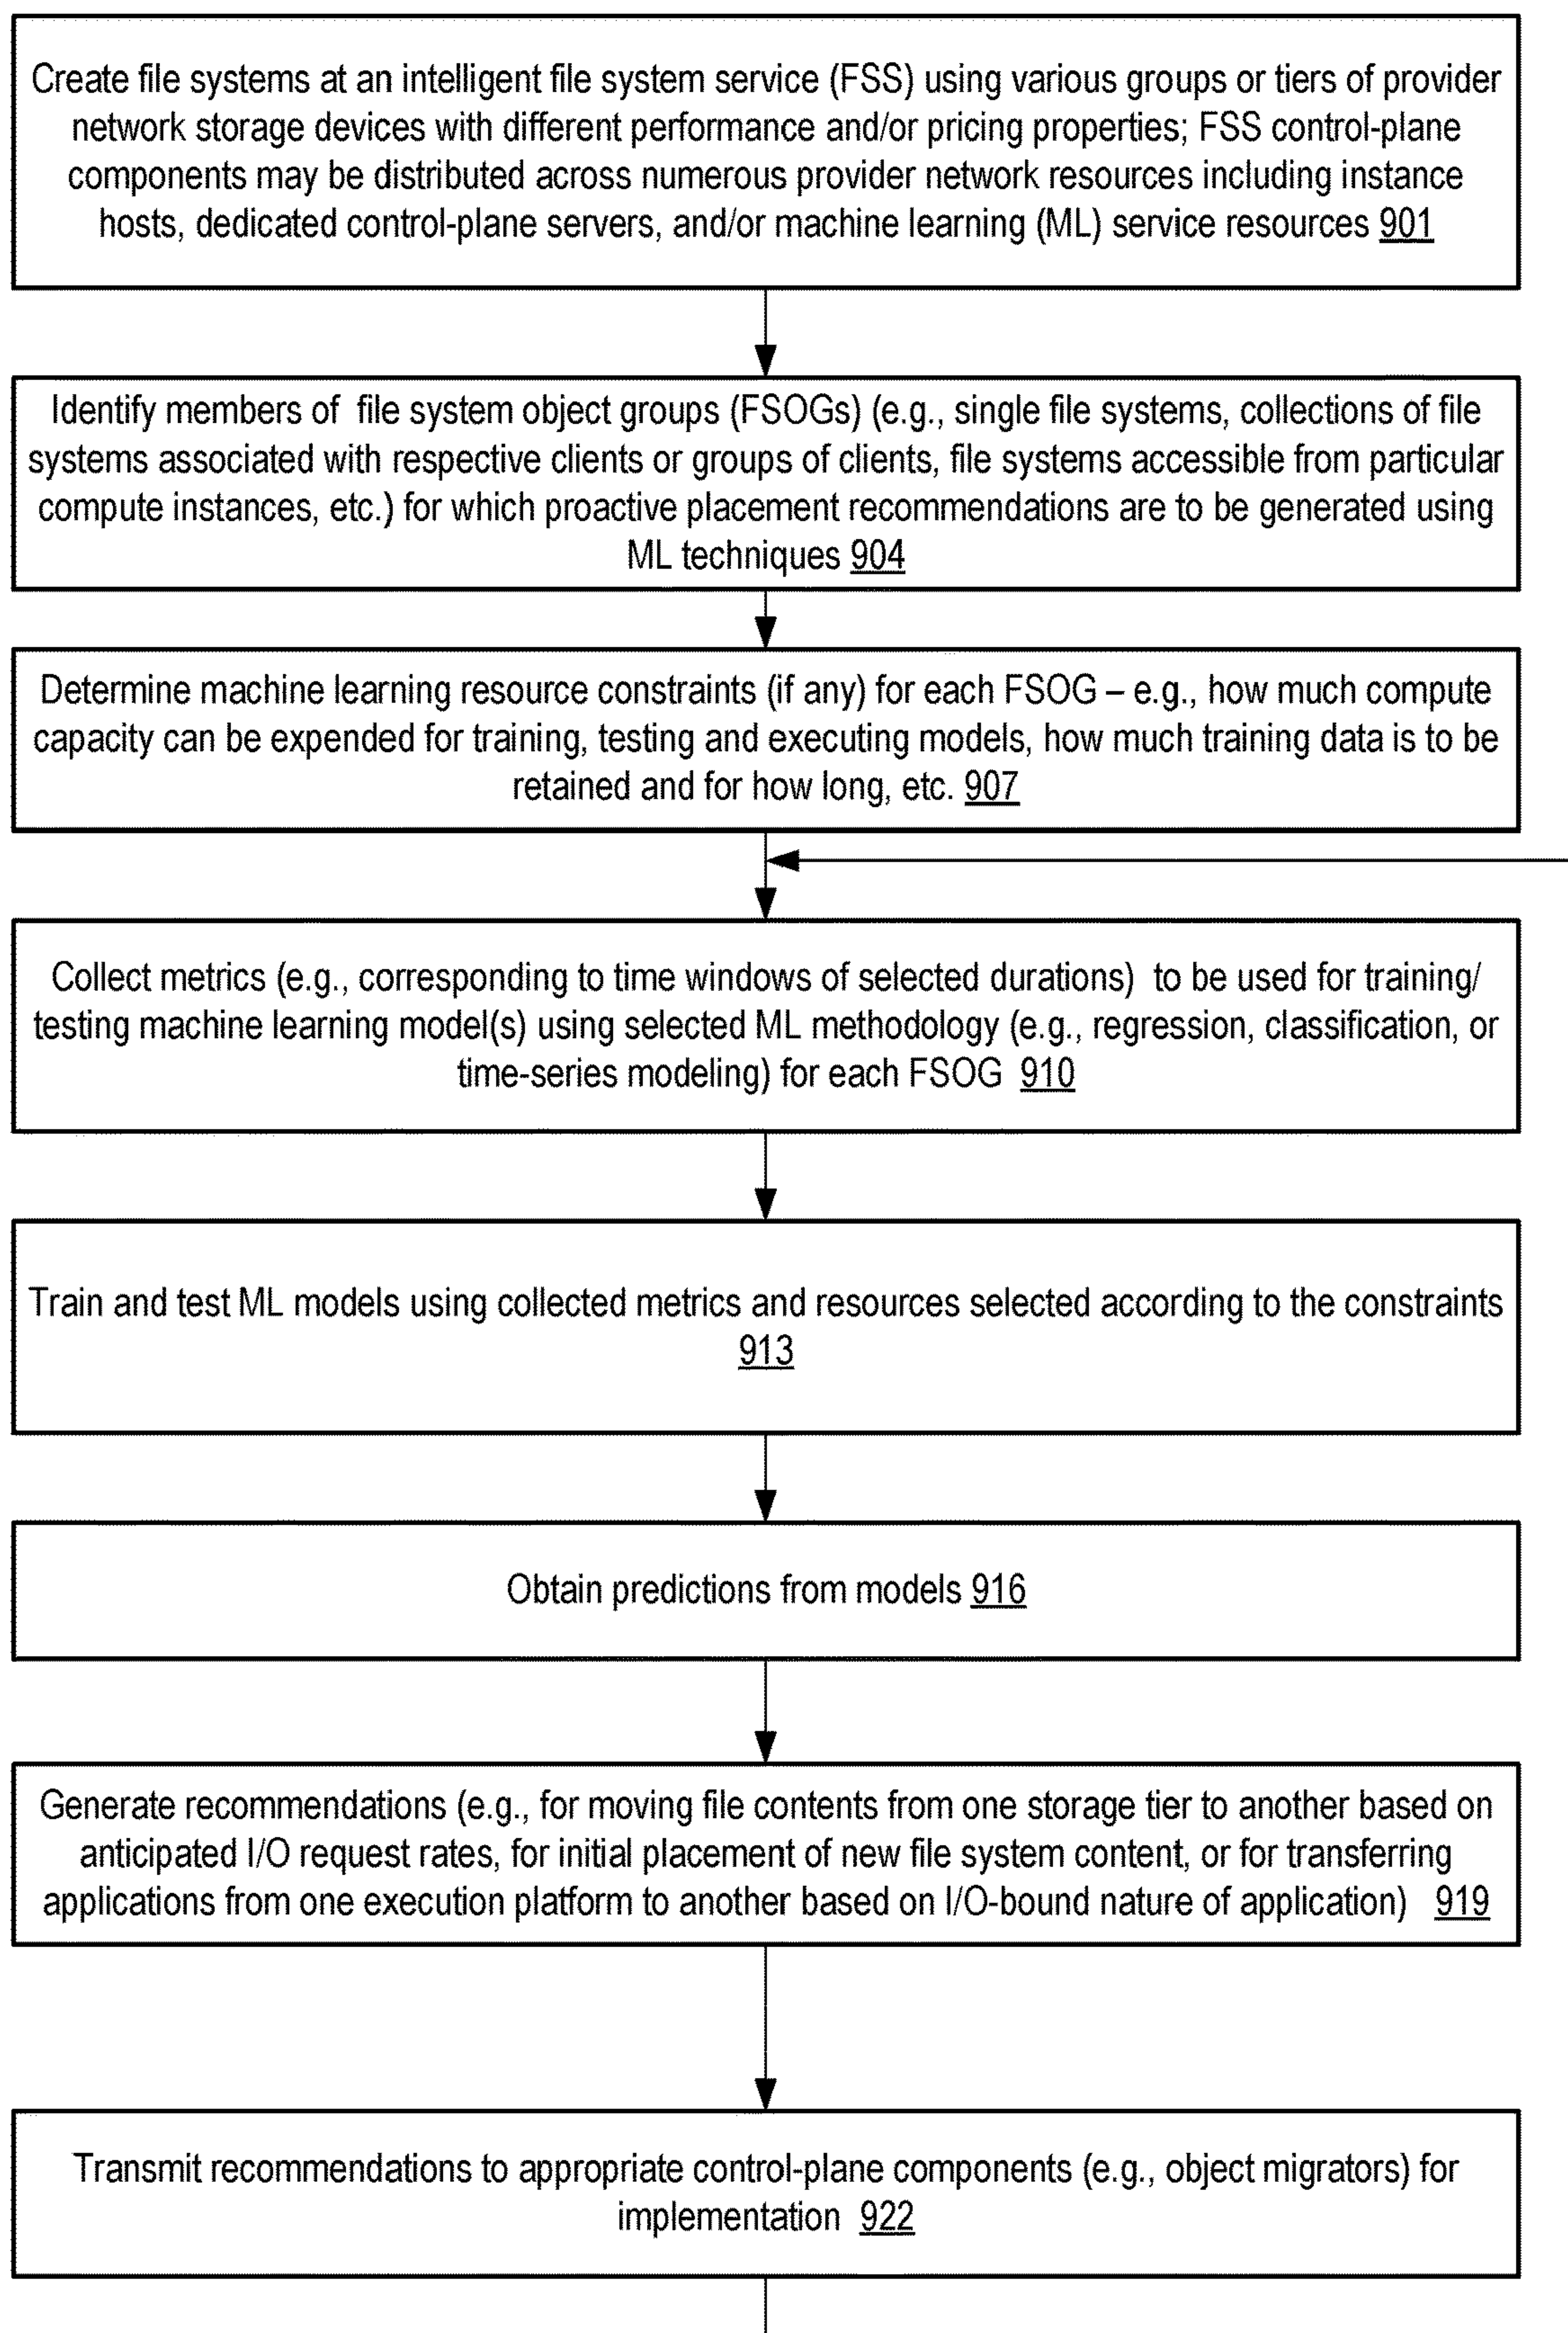 Create file systems at an intelligent file system service (FSS) using various groups or tiers of provider
network storage devices with different performance and/or pricing properties; FSS control-plane
components may be distributed across numerous provider network resources including instance
hosts, dedicated control-plane servers, and/or machine learning (ML) service resources 901
Identify members of file system object groups (FSOGs) (e.g., single file systems, collections of file
systems associated with respective clients or groups of clients, file systems accessible from particular
compute instances, etc.) for which proactive placement recommendations are to be generated using
ML techniques 904
Determine machine learning resource constraints (if any) for each FSOG – e.g., how much compute
capacity can be expended for training, testing and executing models, how much training data is to be
retained and for how long, etc. 907
Collect metrics (e.g., corresponding to time windows of selected durations) to be used for training/
testing machine learning model(s) using selected ML methodology (e.g., regression, classification, or
time-series modeling) for each FSOG 910
Train and test ML models using collected metrics and resources selected according to the constraints
913
Obtain predictions from models 916
Generate recommendations (e.g., for moving file contents from one storage tier to another based on
anticipated I/O request rates, for initial placement of new file system content, or for transferring
applications from one execution platform to another based on I/O-bound nature of application) 919
Transmit recommendations to appropriate control-plane components (e.g., object migrators) for
implementation 922